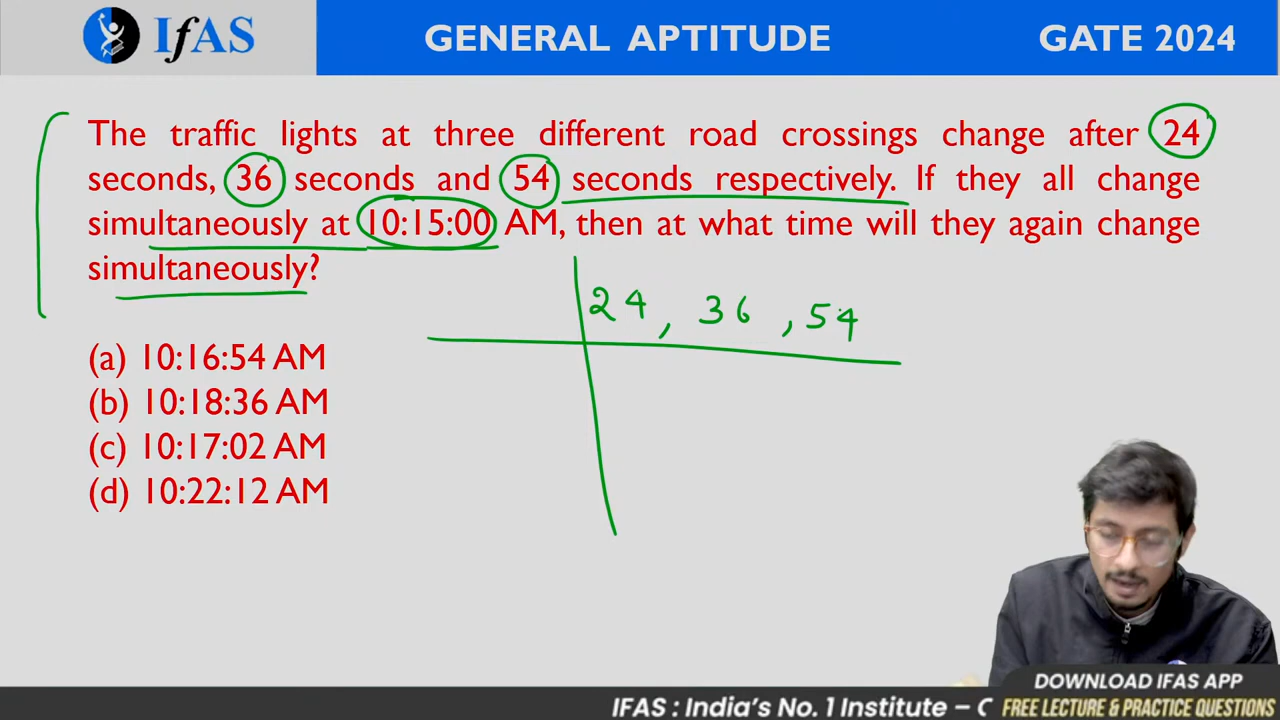 IfAS
GENERAL APTITUDE
GATE 2024
The traffic lights at three different road crossings change after 24
seconds, 36 seconds and 54 seconds respectively. If they all change
simultaneously at 10:15:00 AM, then at what time will they again change
simultaneously?
24, 36, 54
(a) 10:16:54 AM
(b) 10:18:36 AM
(c) 10:17:02 AM
(d) 10:22:12 AM
DOWNLOAD IFAS APP
IFAS : India's No. 1 Institute – C
FREE LECTURE & PRACTICE QUESTIONS